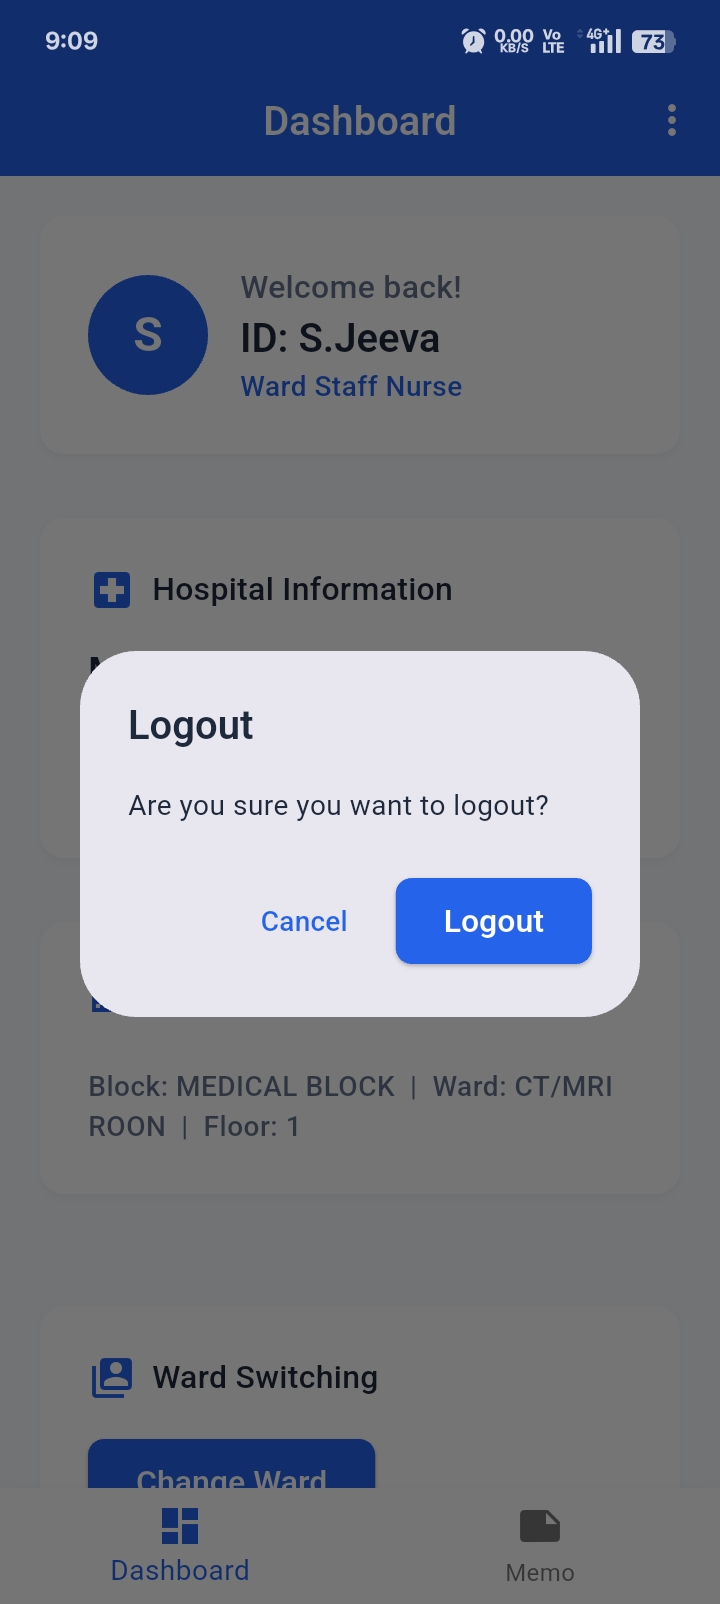 9:09
0.00
KB/S
Vo
LTE
4G+
73
Dashboard
S
Welcome back!
ID: S.Jeeva
Ward Staff Nurse
Hospital Information
Logout
Are you sure you want to logout?
Cancel
Logout
Block: MEDICAL BLOCK | Ward: CT/MRI
ROON | Floor: 1
Ward Switching
Change Ward
Dashboard
Memo